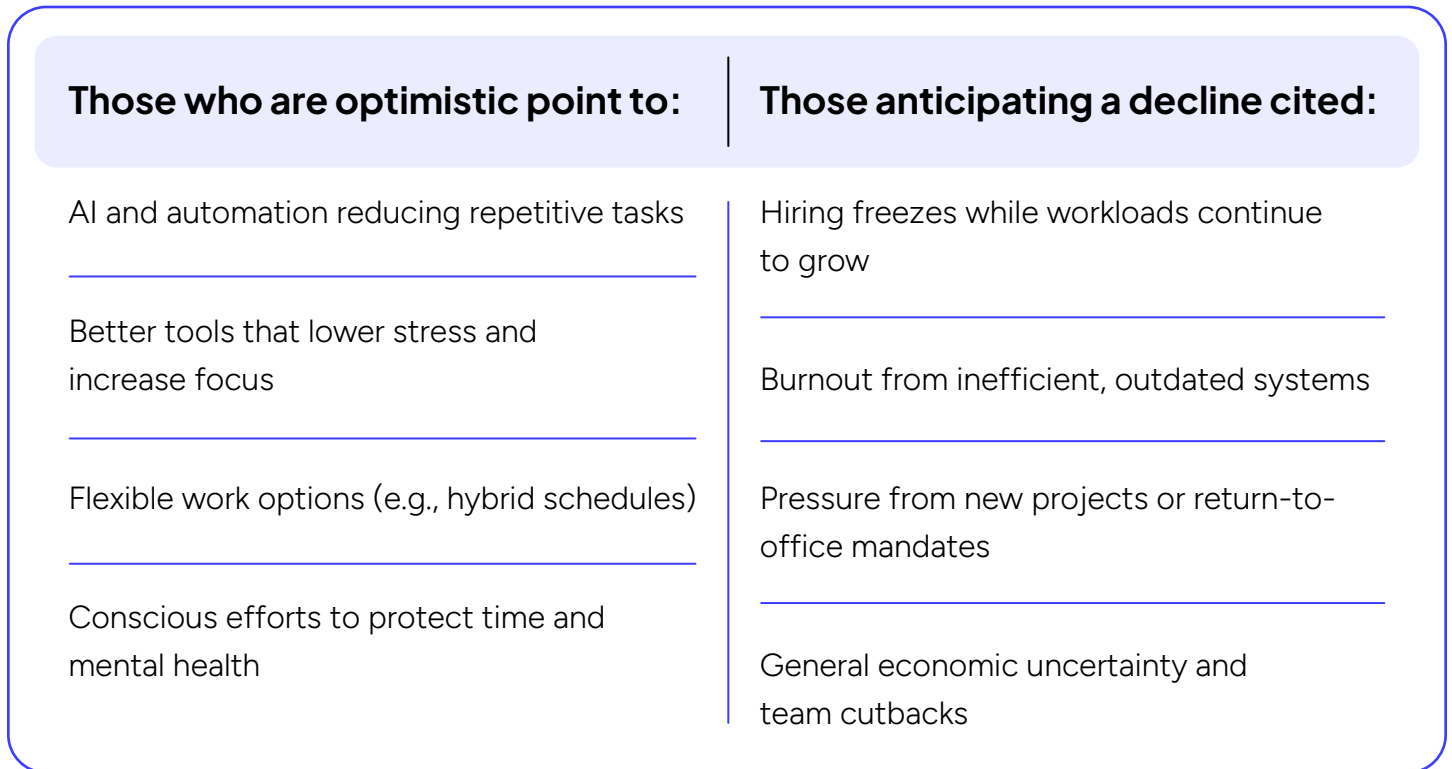 Those who are optimistic point to:
AI and automation reducing repetitive tasks
Better tools that lower stress and
increase focus
Flexible work options (e.g., hybrid schedules)
Conscious efforts to protect time and
mental health
Those anticipating a decline cited:
Hiring freezes while workloads continue
to grow
Burnout from inefficient, outdated systems
Pressure from new projects or return-to-
office mandates
General economic uncertainty and
team cutbacks